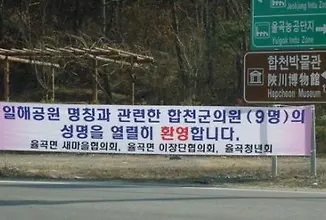 Jeokjung Indu Zone
율곡농공단지
Yulgok Indu Zone
합천박물관
陜川博物館
Hapcheon Museum
일해공원 명칭과 관련한 합천군의원 (9명)의
성명을 열렬히 환영합니다.
율곡면 새마을협의회, 율곡면 이장단협의회, 율곡청년회